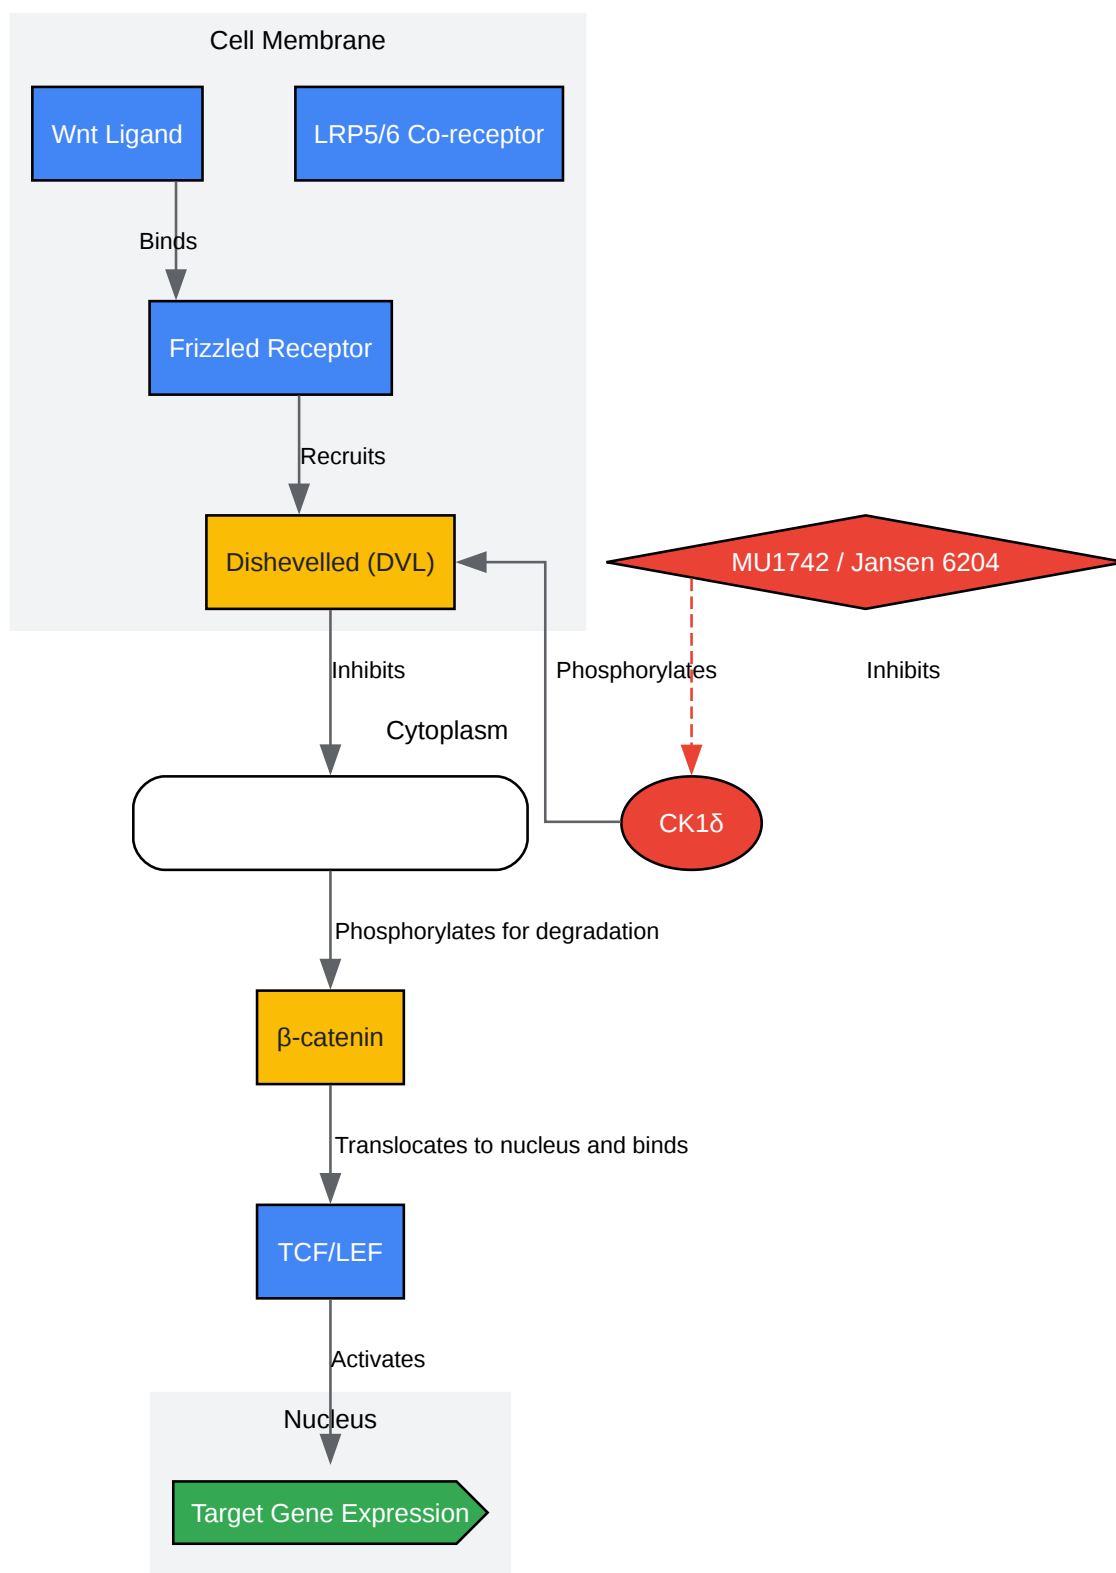 Cell Membrane
Wnt Ligand
LRP5/6 Co-receptor
Binds
Frizzled Receptor
Recruits
Dishevelled (DVL)
MU1742 / Jansen 6204
Inhibits
Phosphorylates
Inhibits
Cytoplasm
CK1δ
Phosphorylates for degradation
β-catenin
Translocates to nucleus and binds
TCF/LEF
Activates
Nucleus
Target Gene Expression